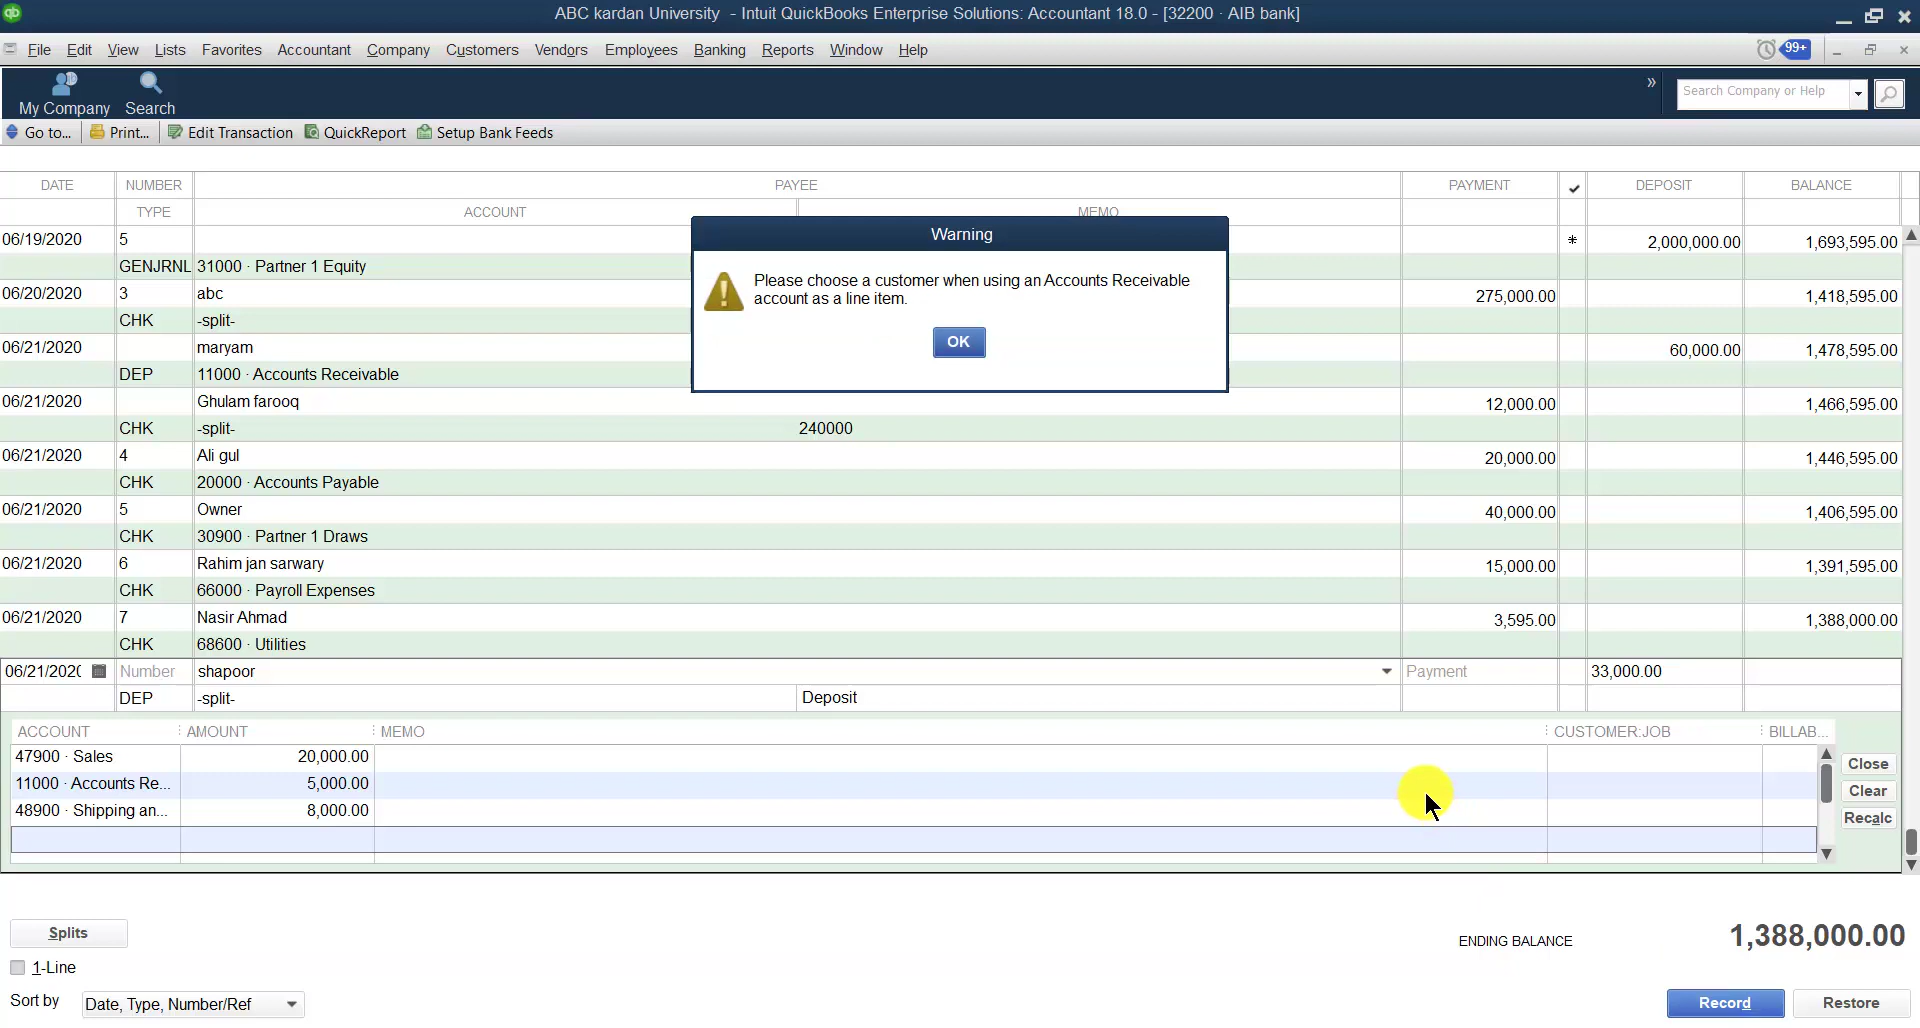 ABC kardan University - Intuit QuickBooks Enterprise Solutions: Accountant 18.0 - [32200 · AIB bank]
File Edit View Lists Favorites Accountant Company Customers Vendors Employees Banking Reports Window Help 99+
My Company Search » Search Company or Help
Go to... Print... Edit Transaction QuickReport Setup Bank Feeds
DATE NUMBER PAYEE PAYMENT ✓ DEPOSIT BALANCE
TYPE ACCOUNT MEMO
Warning
Please choose a customer when using an Accounts Receivable
account as a line item.
OK
06/19/2020 5 * 2,000,000.00 1,693,595.00
GENJRNL 31000 · Partner 1 Equity
06/20/2020 3 abc 275,000.00 1,418,595.00
CHK -split-
06/21/2020 maryam 60,000.00 1,478,595.00
DEP 11000 · Accounts Receivable
06/21/2020 Ghulam farooq 12,000.00 1,466,595.00
CHK -split- 240000
06/21/2020 4 Ali gul 20,000.00 1,446,595.00
CHK 20000 · Accounts Payable
06/21/2020 5 Owner 40,000.00 1,406,595.00
CHK 30900 · Partner 1 Draws
06/21/2020 6 Rahim jan sarwary 15,000.00 1,391,595.00
CHK 66000 · Payroll Expenses
06/21/2020 7 Nasir Ahmad 3,595.00 1,388,000.00
CHK 68600 · Utilities
06/21/202 Number shapoor Payment 33,000.00
DEP -split- Deposit
ACCOUNT AMOUNT MEMO CUSTOMER:JOB BILLAB...
47900 · Sales 20,000.00 Close
11000 · Accounts Re... 5,000.00 Clear
48900 · Shipping an... 8,000.00 Recalc
Splits ENDING BALANCE 1,388,000.00
1-Line
Sort by Date, Type, Number/Ref Record Restore